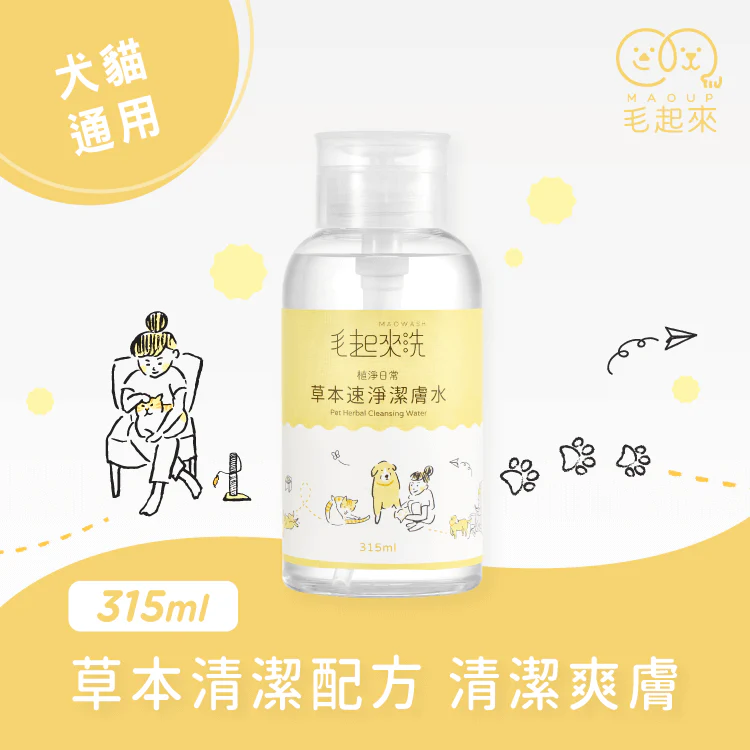 犬貓
通用
MAOUP
毛起來
MAOWASH
毛起來洗
植淨日常
草本速淨潔膚水
Pet Herbal Cleansing Water
315ml
315ml
草本清潔配方 清潔爽膚